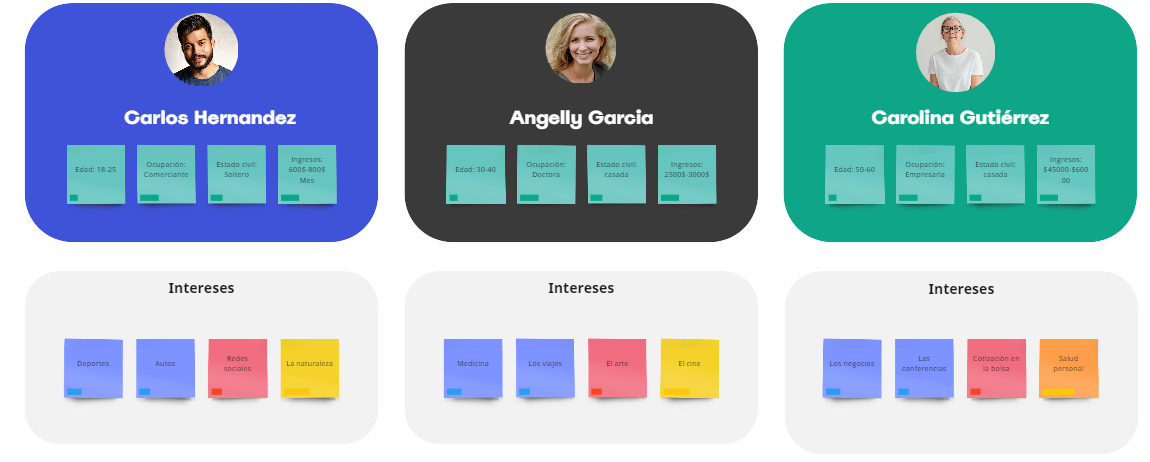 Carlos Hernandez
Edad: 18-25
Ocupación:
Comerciante
Estado civil:
Soltero
Ingresos:
600$-800$
Mes
Angelly Garcia
Edad: 30-40
Ocupación:
Doctora
Estado civil:
casada
Ingresos:
2500$-3000$
Carolina Gutiérrez
Edad: 50-60
Ocupación:
Empresaria
Estado civil:
casada
Ingresos:
$45000-$600
00
Intereses
Deportes
Autos
Redes
sociales
La naturaleza
Intereses
Medicina
Los viajes
El arte
El cine
Intereses
Los negocios
Las
conferencias
Cotización en
la bolsa
Salud
personal